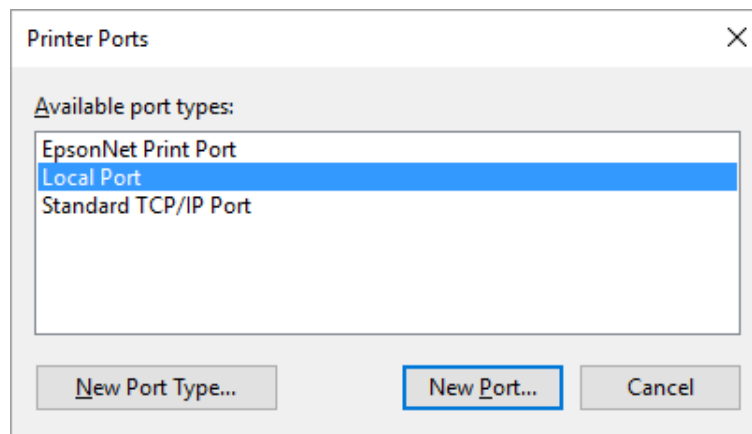 Printer Ports
Available port types:
EpsonNet Print Port
Local Port
Standard TCP/IP Port
New Port Type... New Port... Cancel